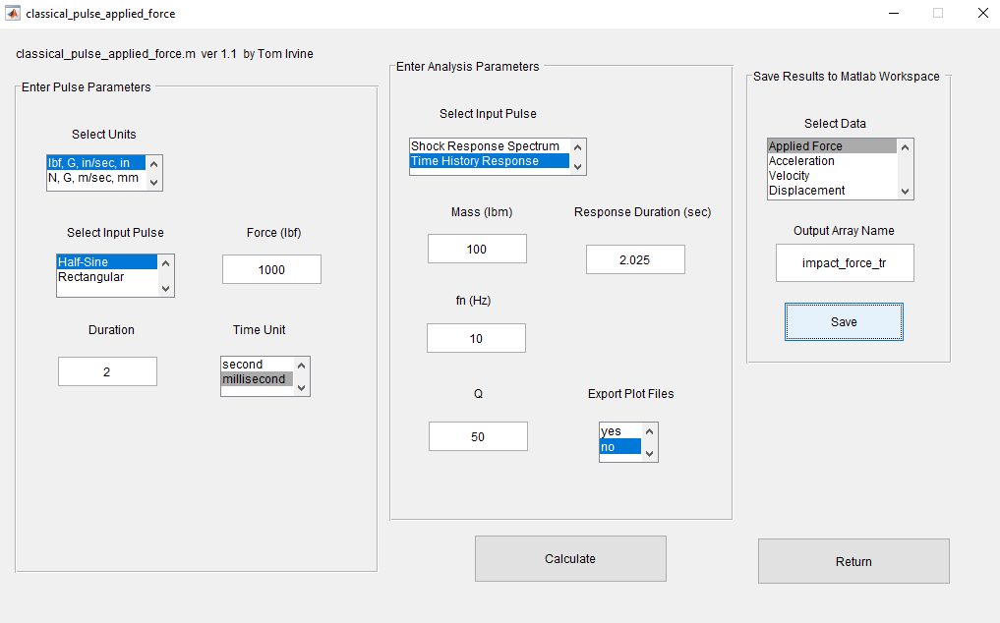 classical_pulse_applied_force
classical_pulse_applied_force.m ver 1.1 by Tom Irvine
Enter Pulse Parameters
Select Units
lbf, G, in/sec, in
N, G, m/sec, mm
Select Input Pulse
Half-Sine
Rectangular
Force (lbf)
1000
Duration
2
Time Unit
second
millisecond
Enter Analysis Parameters
Select Input Pulse
Shock Response Spectrum
Time History Response
Mass (lbm)
100
Response Duration (sec)
2.025
fn (Hz)
10
Q
50
Export Plot Files
yes
no
Calculate
Save Results to Matlab Workspace
Select Data
Applied Force
Acceleration
Velocity
Displacement
Output Array Name
impact_force_tr
Save
Return